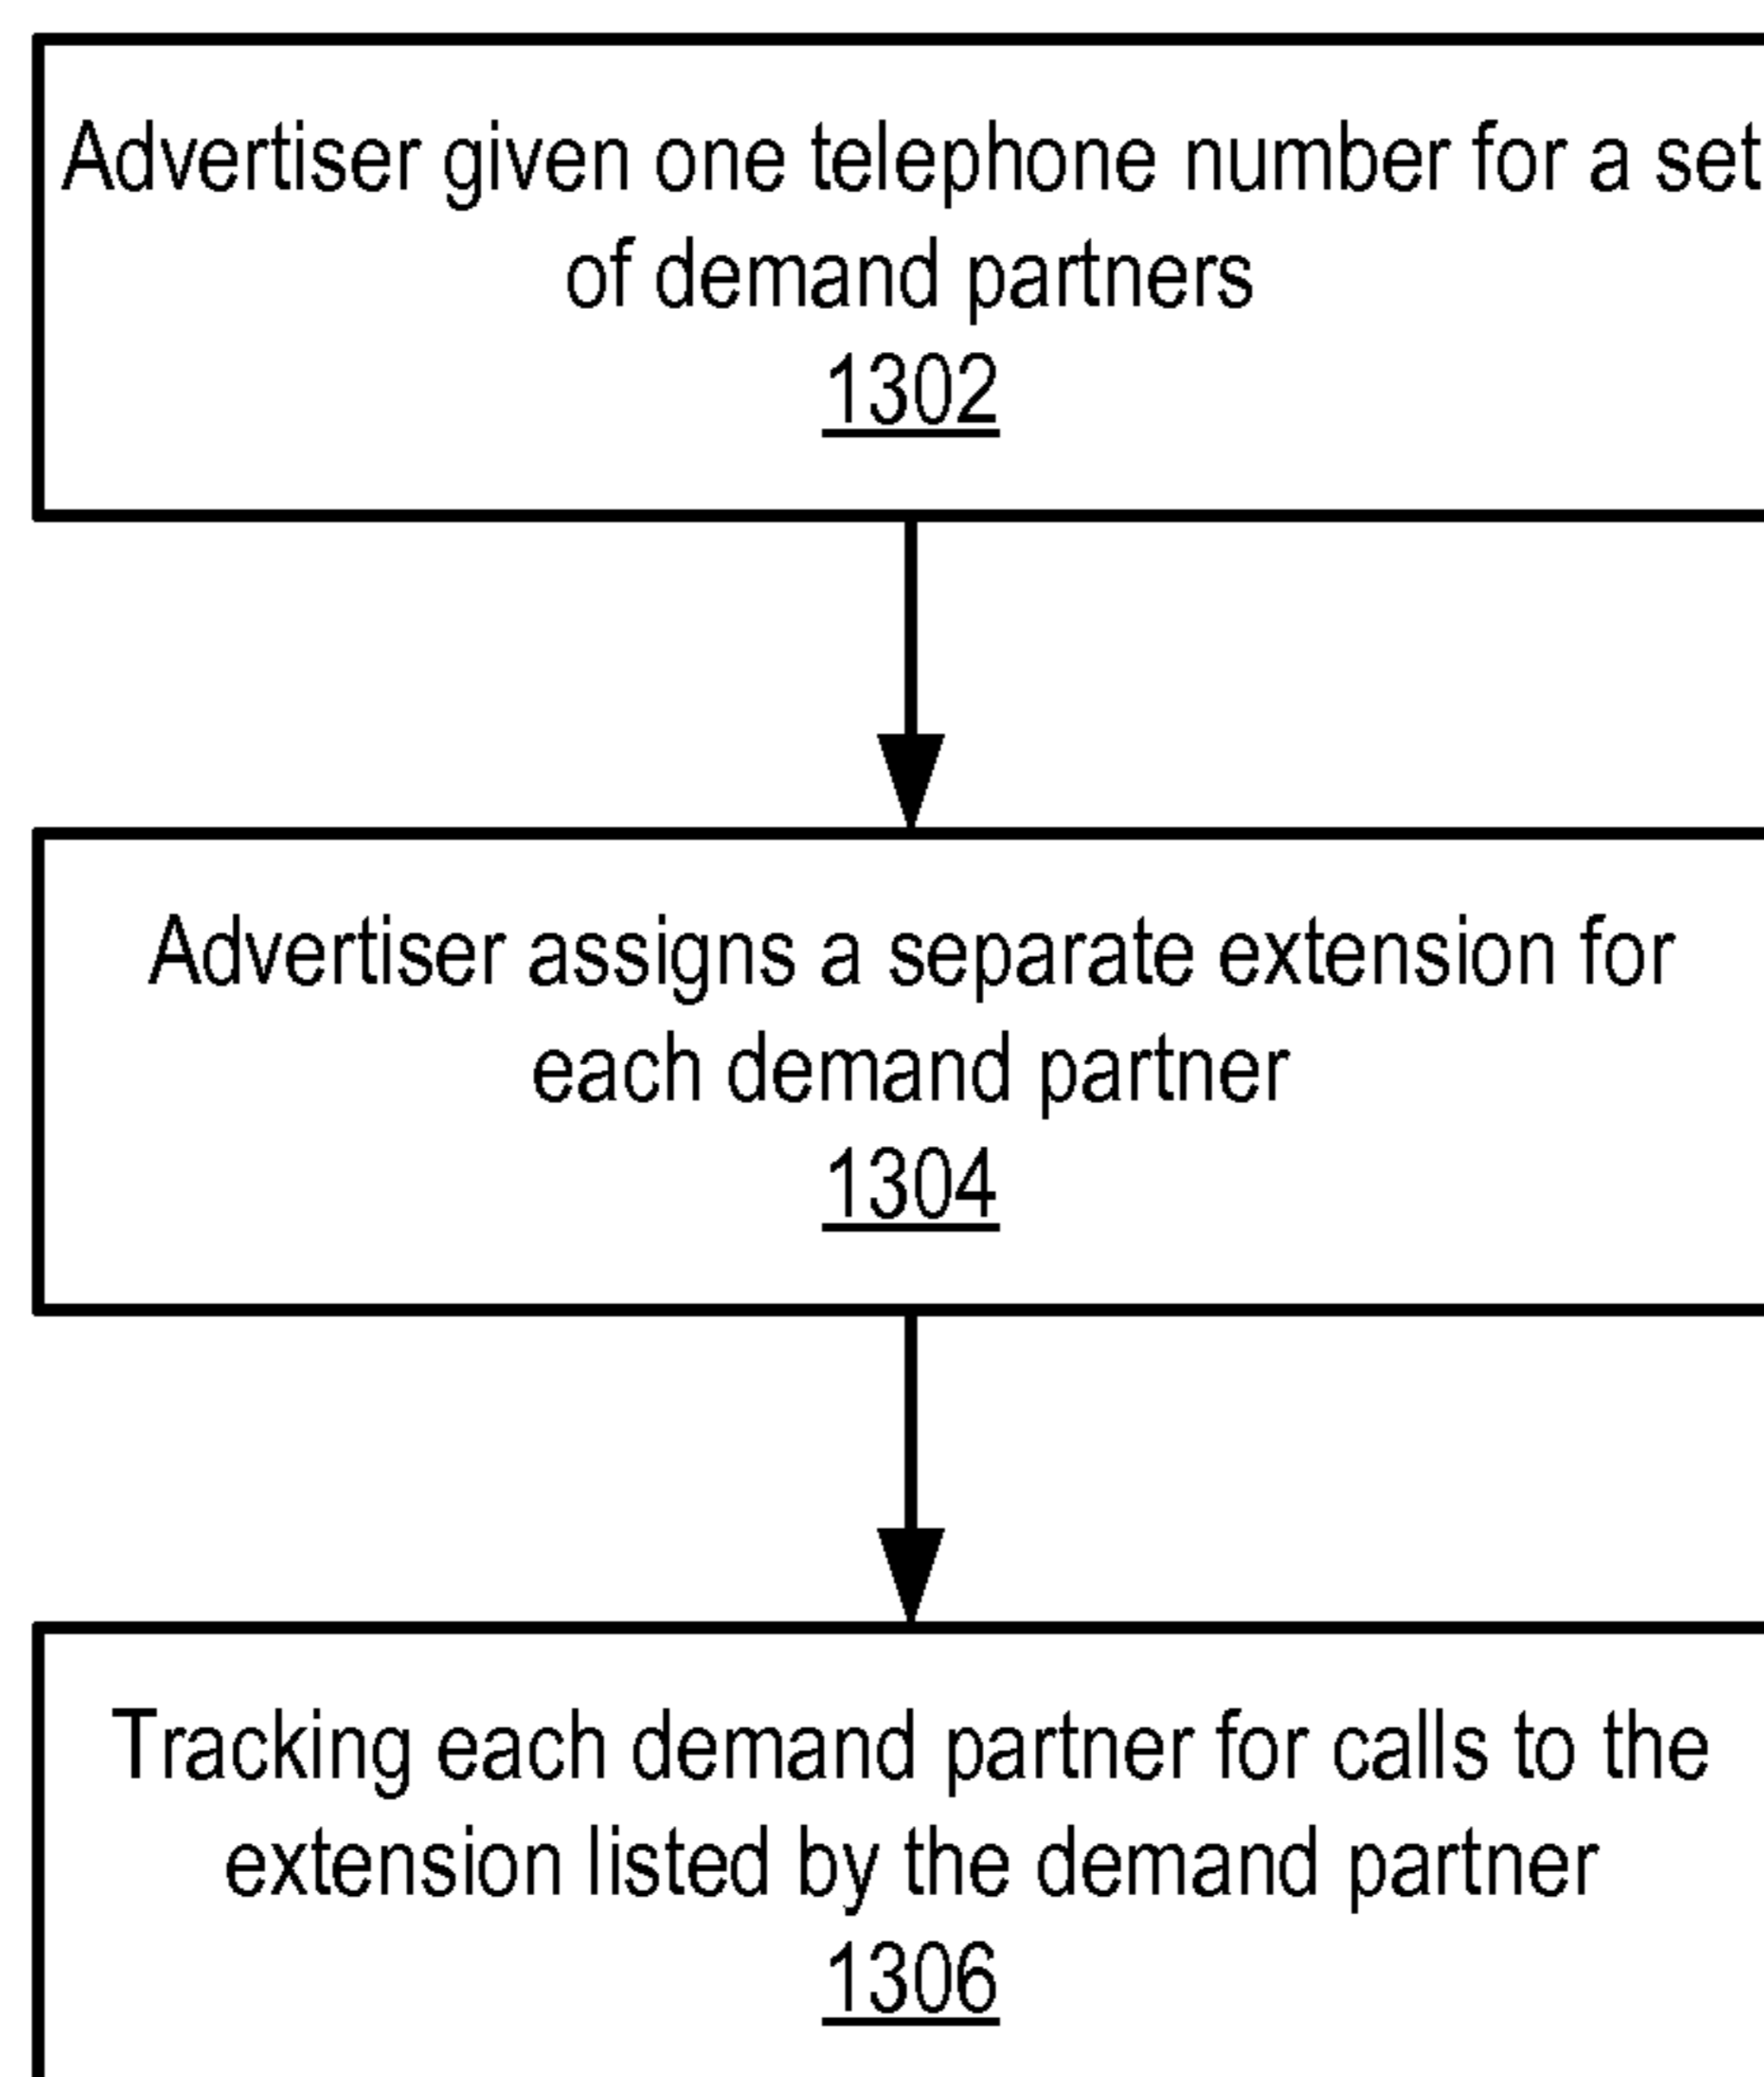 Advertiser given one telephone number for a set
of demand partners
1302
Advertiser assigns a separate extension for
each demand partner
1304
Tracking each demand partner for calls to the
extension listed by the demand partner
1306